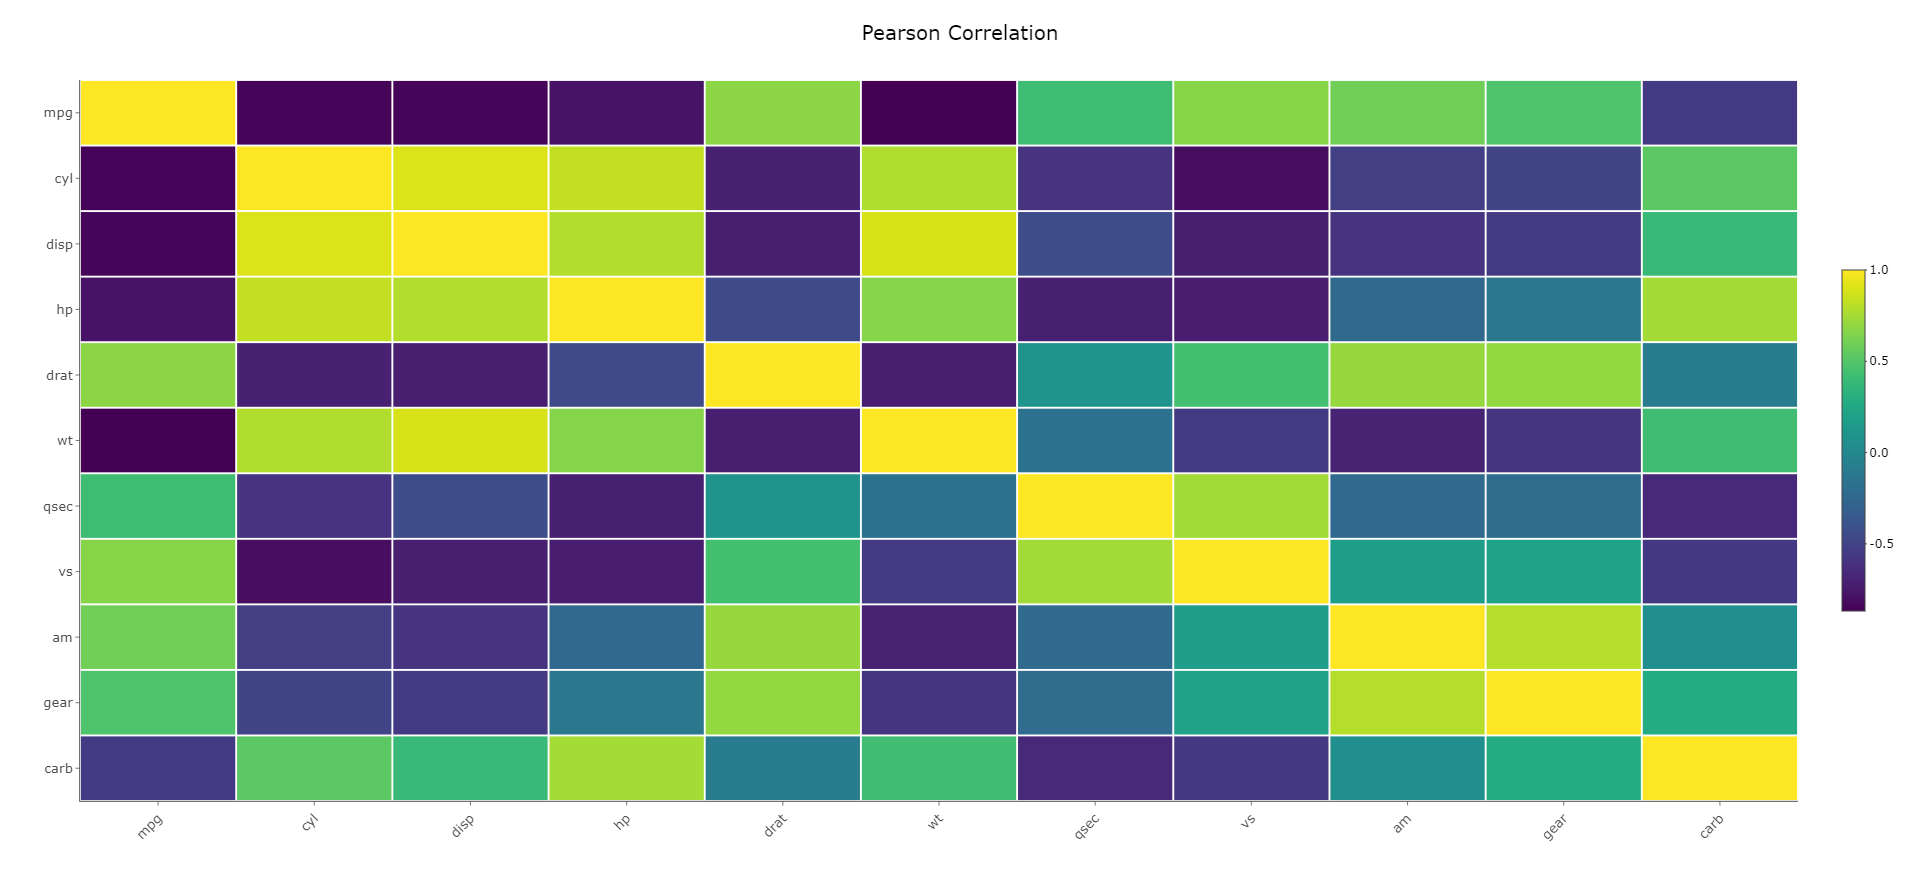 Pearson Correlation
mpg
cyl
disp
hp
drat
wt
qsec
vs
am
gear
carb
1.0
0.5
0.0
-0.5
mpg
cyl
disp
hp
drat
wt
qsec
vs
am
gear
carb